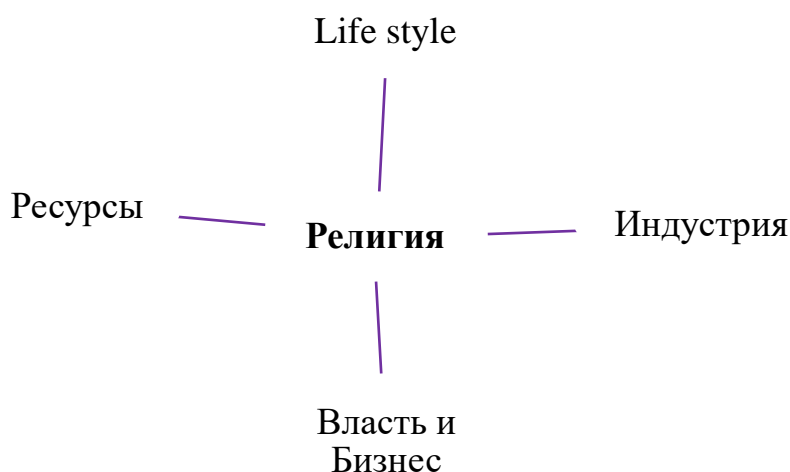 Life style
Ресурсы
Религия
Индустрия
Власть и
Бизнес